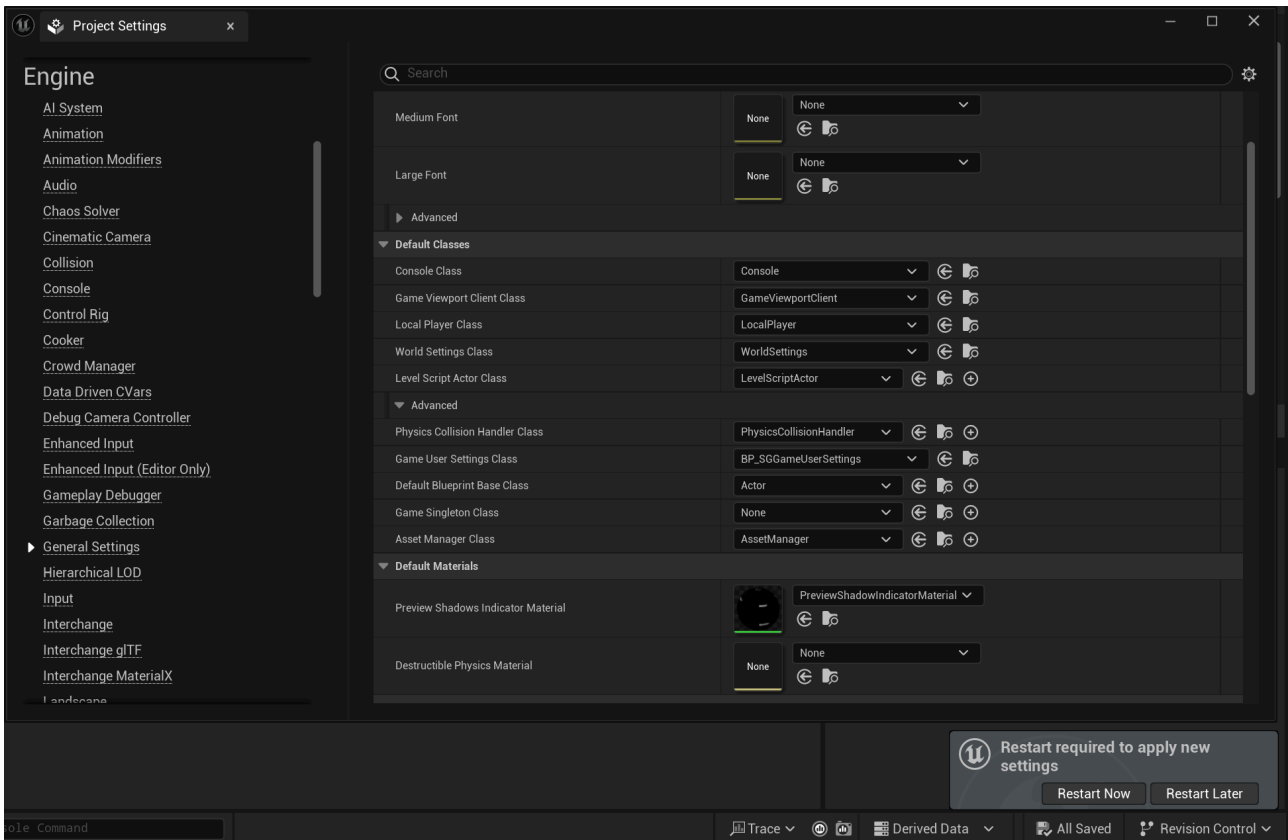 Project Settings
Engine
AI System
Animation
Animation Modifiers
Audio
Chaos Solver
Cinematic Camera
Collision
Console
Control Rig
Cooker
Crowd Manager
Data Driven CVars
Debug Camera Controller
Enhanced Input
Enhanced Input (Editor Only)
Gameplay Debugger
Garbage Collection
General Settings
Hierarchical LOD
Input
Interchange
Interchange glTF
Interchange MaterialX
Landscape
Search
Medium Font
None
None
Large Font
None
None
Advanced
Default Classes
Console Class
Console
Game Viewport Client Class
GameViewportClient
Local Player Class
LocalPlayer
World Settings Class
WorldSettings
Level Script Actor Class
LevelScriptActor
Advanced
Physics Collision Handler Class
PhysicsCollisionHandler
Game User Settings Class
BP_SGGameUserSettings
Default Blueprint Base Class
Actor
Game Singleton Class
None
Asset Manager Class
AssetManager
Default Materials
Preview Shadows Indicator Material
PreviewShadowIndicatorMaterial
Destructible Physics Material
None
None
Restart required to apply new
settings
Restart Now
Restart Later
sole Command
Trace
Derived Data
All Saved
Revision Control